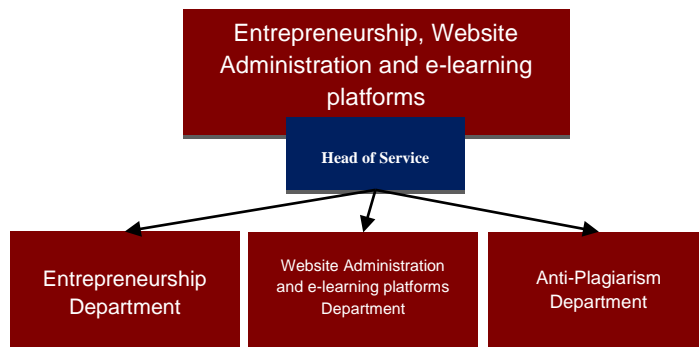 Entrepreneurship, Website
Administration and e-learning
platforms
Head of Service
Entrepreneurship
Department
Website Administration
and e-learning platforms
Department
Anti-Plagiarism
Department